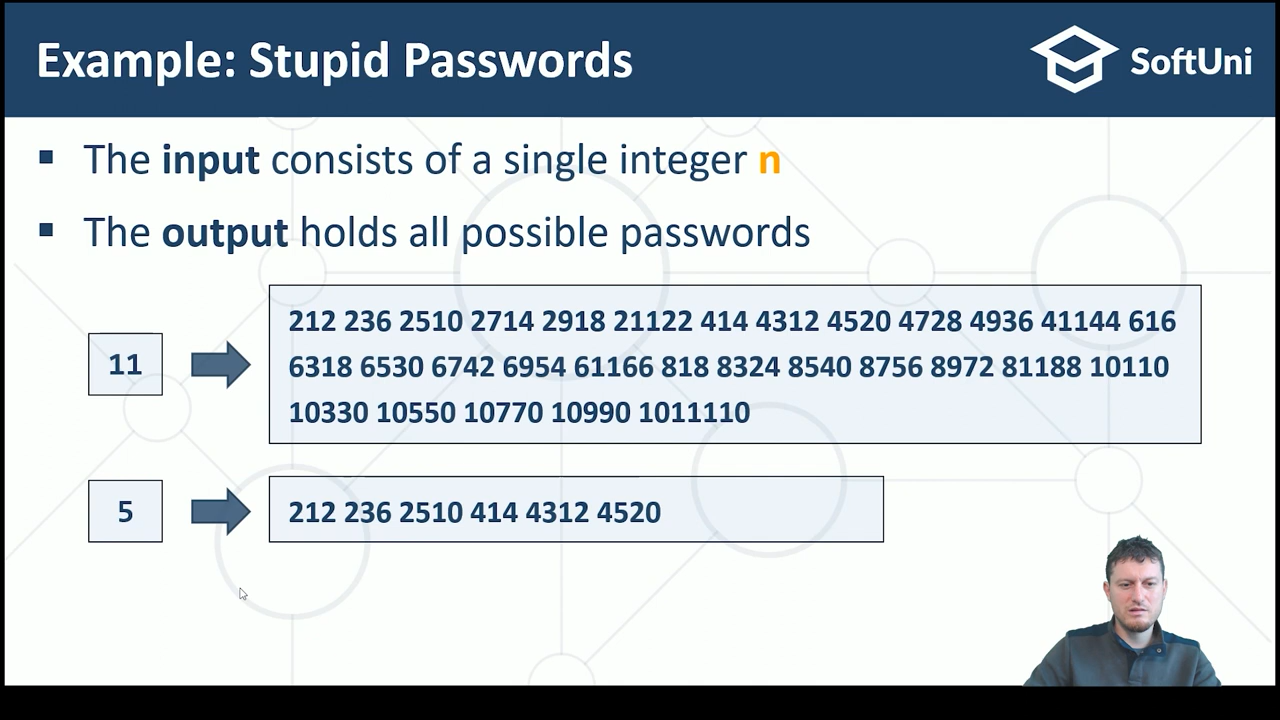 Example: Stupid Passwords
SoftUni
▪ The input consists of a single integer n
▪ The output holds all possible passwords
11
212 236 2510 2714 2918 21122 414 4312 4520 4728 4936 41144 616
6318 6530 6742 6954 61166 818 8324 8540 8756 8972 81188 10110
10330 10550 10770 10990 1011110
5
212 236 2510 414 4312 4520